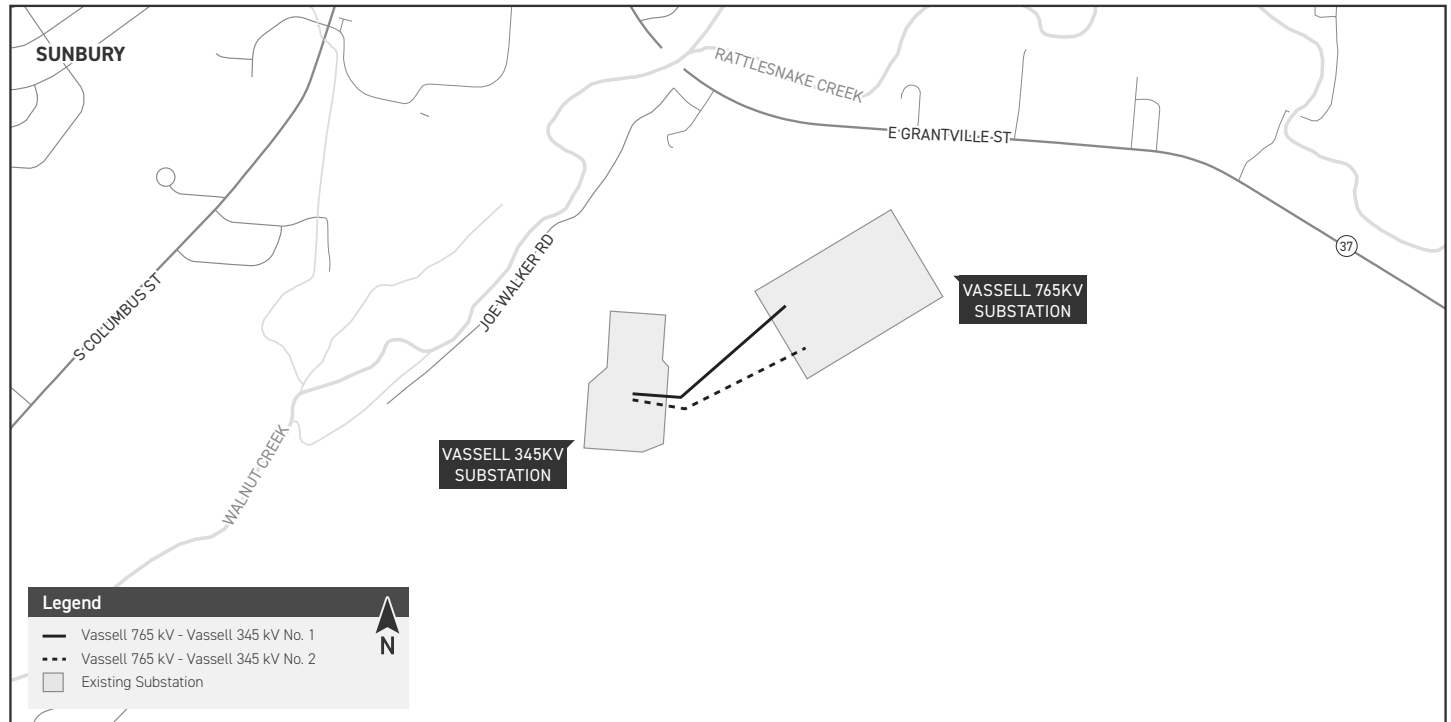 SUNBURY
RATTLESNAKE CREEK
E GRANTVILLE ST
37
S COLUMBUS ST
JOE WALKER RD
VASSELL 765KV
SUBSTATION
VASSELL 345KV
SUBSTATION
WALNUT CREEK
Legend
N
Vassell 765 kV - Vassell 345 kV No. 1
Vassell 765 kV - Vassell 345 kV No. 2
Existing Substation